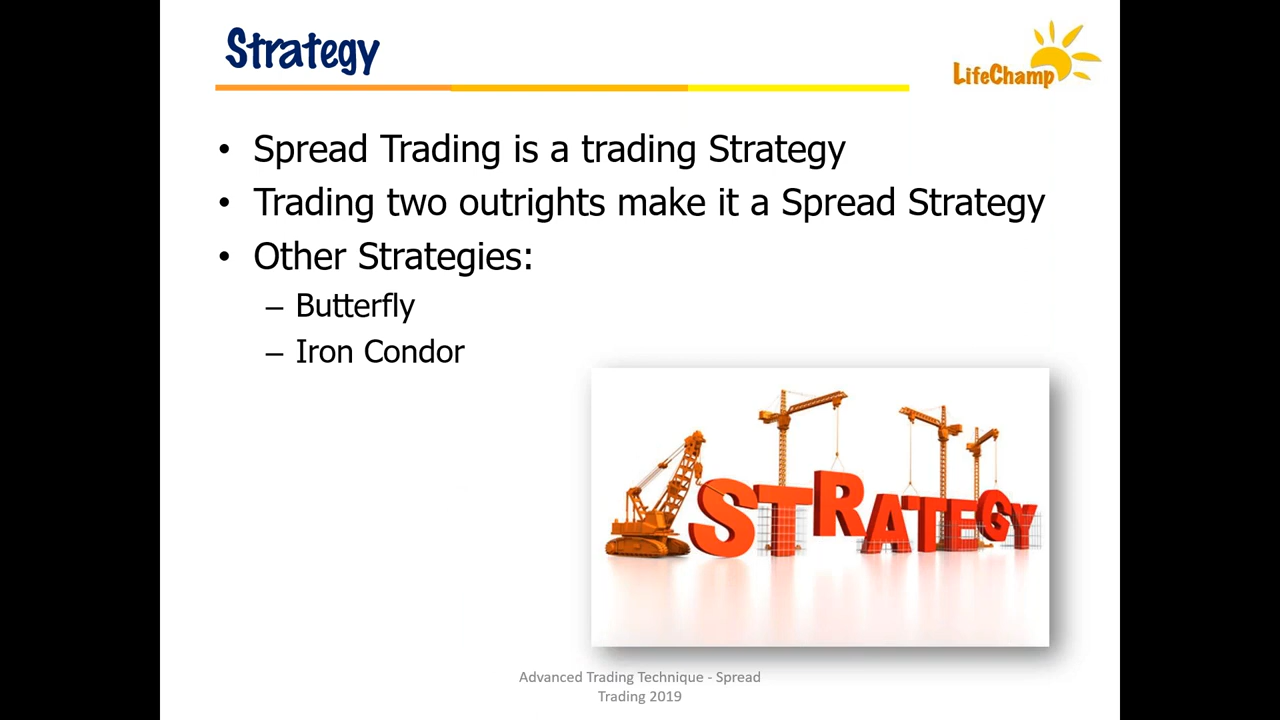 Strategy
LifeChamp
• Spread Trading is a trading Strategy
• Trading two outrights make it a Spread Strategy
• Other Strategies:
– Butterfly
– Iron Condor
STRATEGY
Advanced Trading Technique - Spread
Trading 2019